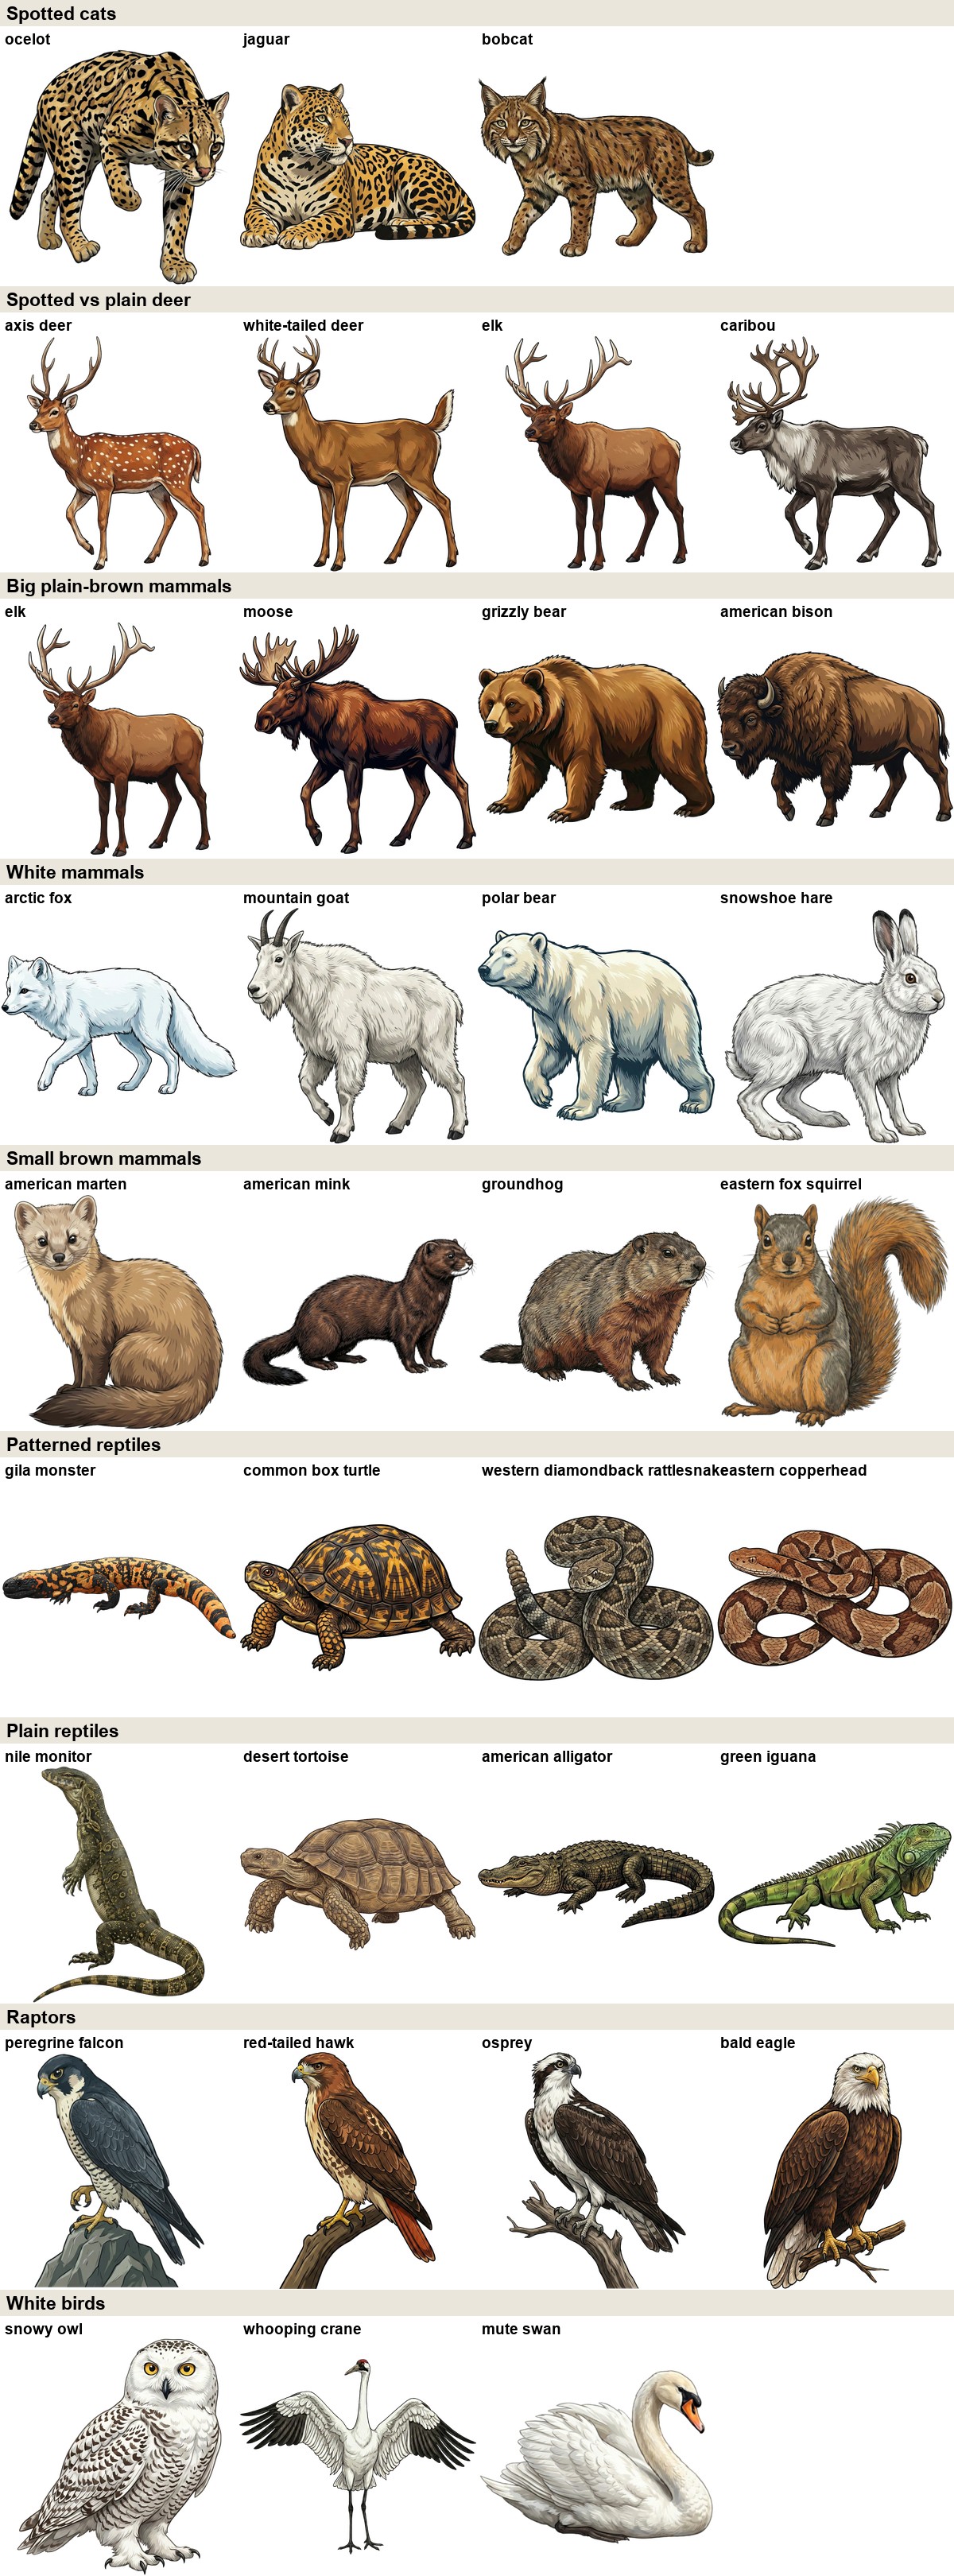 Spotted cats
ocelot jaguar bobcat
Spotted vs plain deer
axis deer white-tailed deer elk caribou
Big plain-brown mammals
elk moose grizzly bear american bison
White mammals
arctic fox mountain goat polar bear snowshoe hare
Small brown mammals
american marten american mink groundhog eastern fox squirrel
Patterned reptiles
gila monster common box turtle western diamondback rattlesnake eastern copperhead
Plain reptiles
nile monitor desert tortoise american alligator green iguana
Raptors
peregrine falcon red-tailed hawk osprey bald eagle
White birds
snowy owl whooping crane mute swan